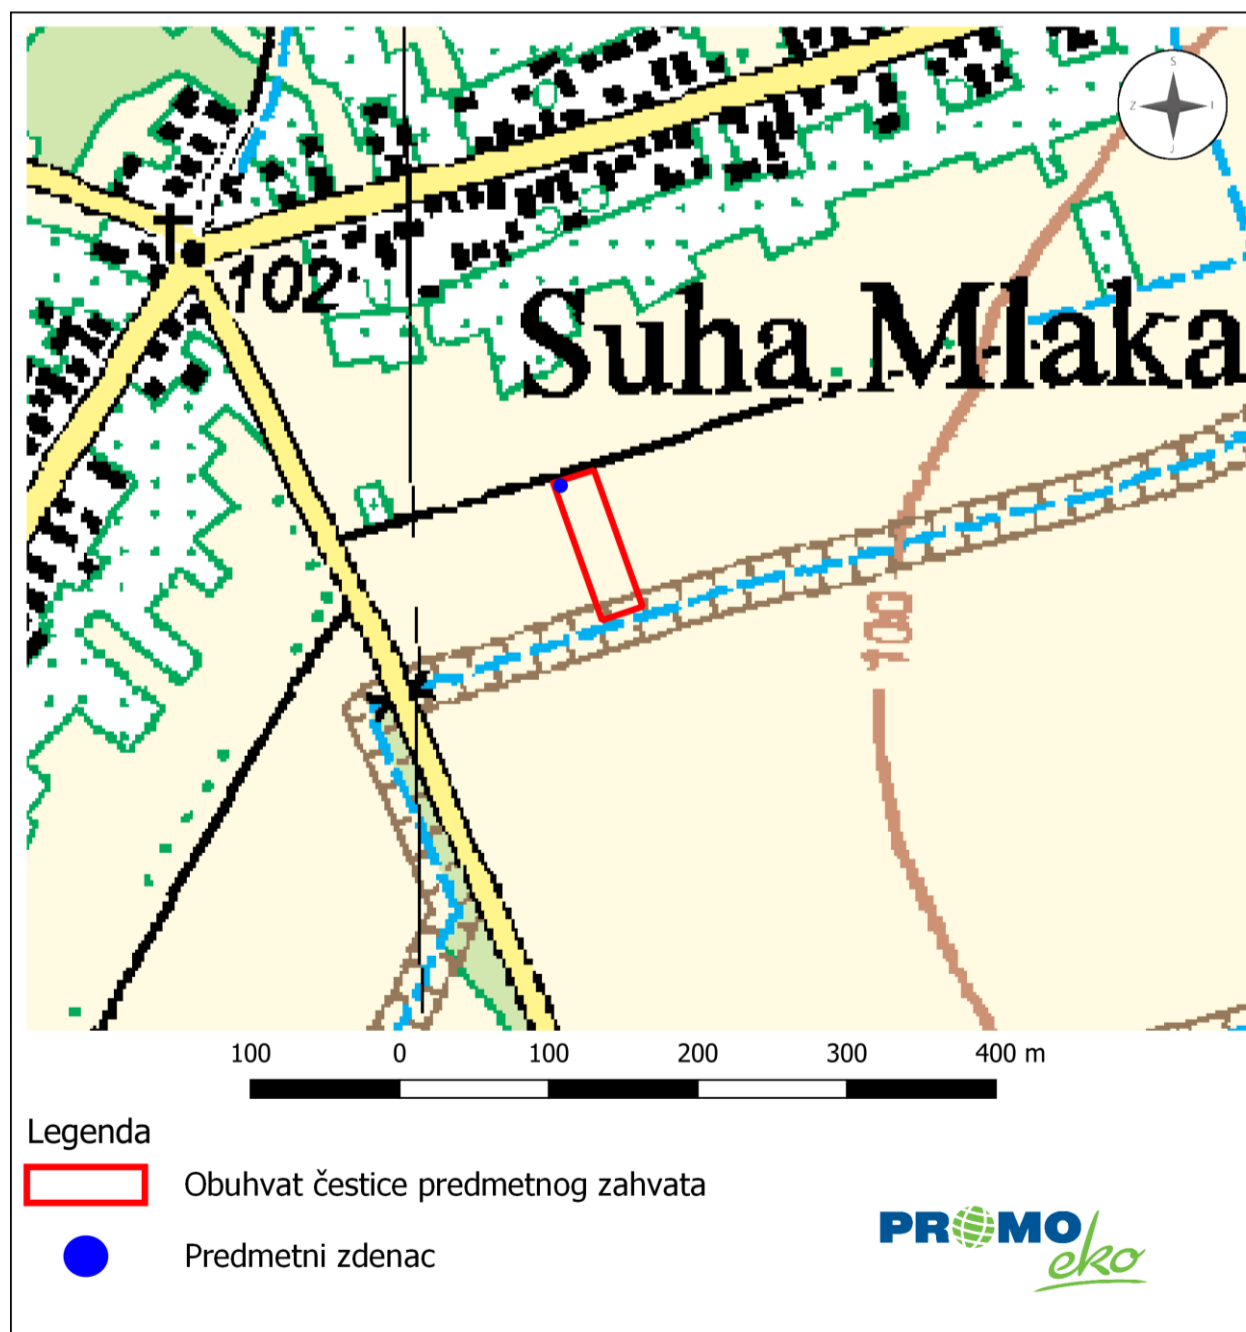 S
Z I
J
102
Suha Mlaka
100
100 0 100 200 300 400 m
Legenda
Obuhvat čestice predmetnog zahvata
Predmetni zdenac
PROMO
eko